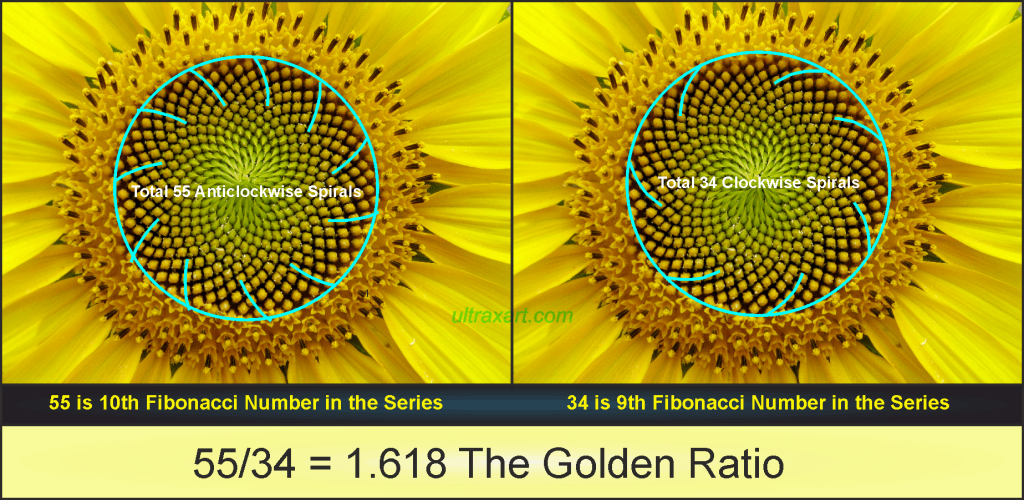 Total 55 Anticlockwise Spirals
Total 34 Clockwise Spirals
ultraxart.com
55 is 10th Fibonacci Number in the Series
34 is 9th Fibonacci Number in the Series
55/34 = 1.618 The Golden Ratio